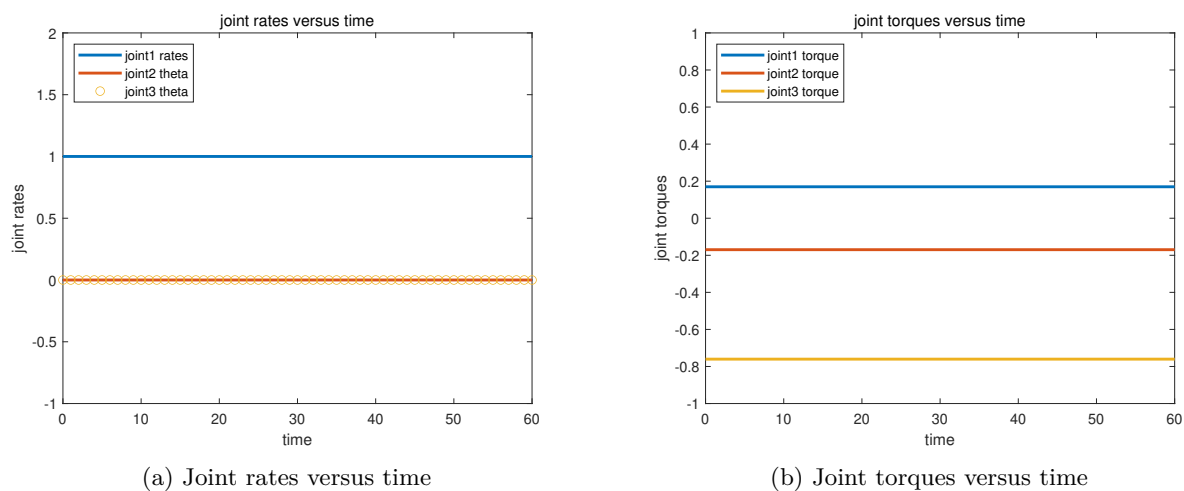 joint rates versus time
joint1 rates
joint2 theta
joint3 theta
2
1.5
1
0.5
0
-0.5
-1
joint rates
0 10 20 30 40 50 60
time
(a) Joint rates versus time
joint torques versus time
joint1 torque
joint2 torque
joint3 torque
1
0.8
0.6
0.4
0.2
0
-0.2
-0.4
-0.6
-0.8
-1
joint torques
0 10 20 30 40 50 60
time
(b) Joint torques versus time